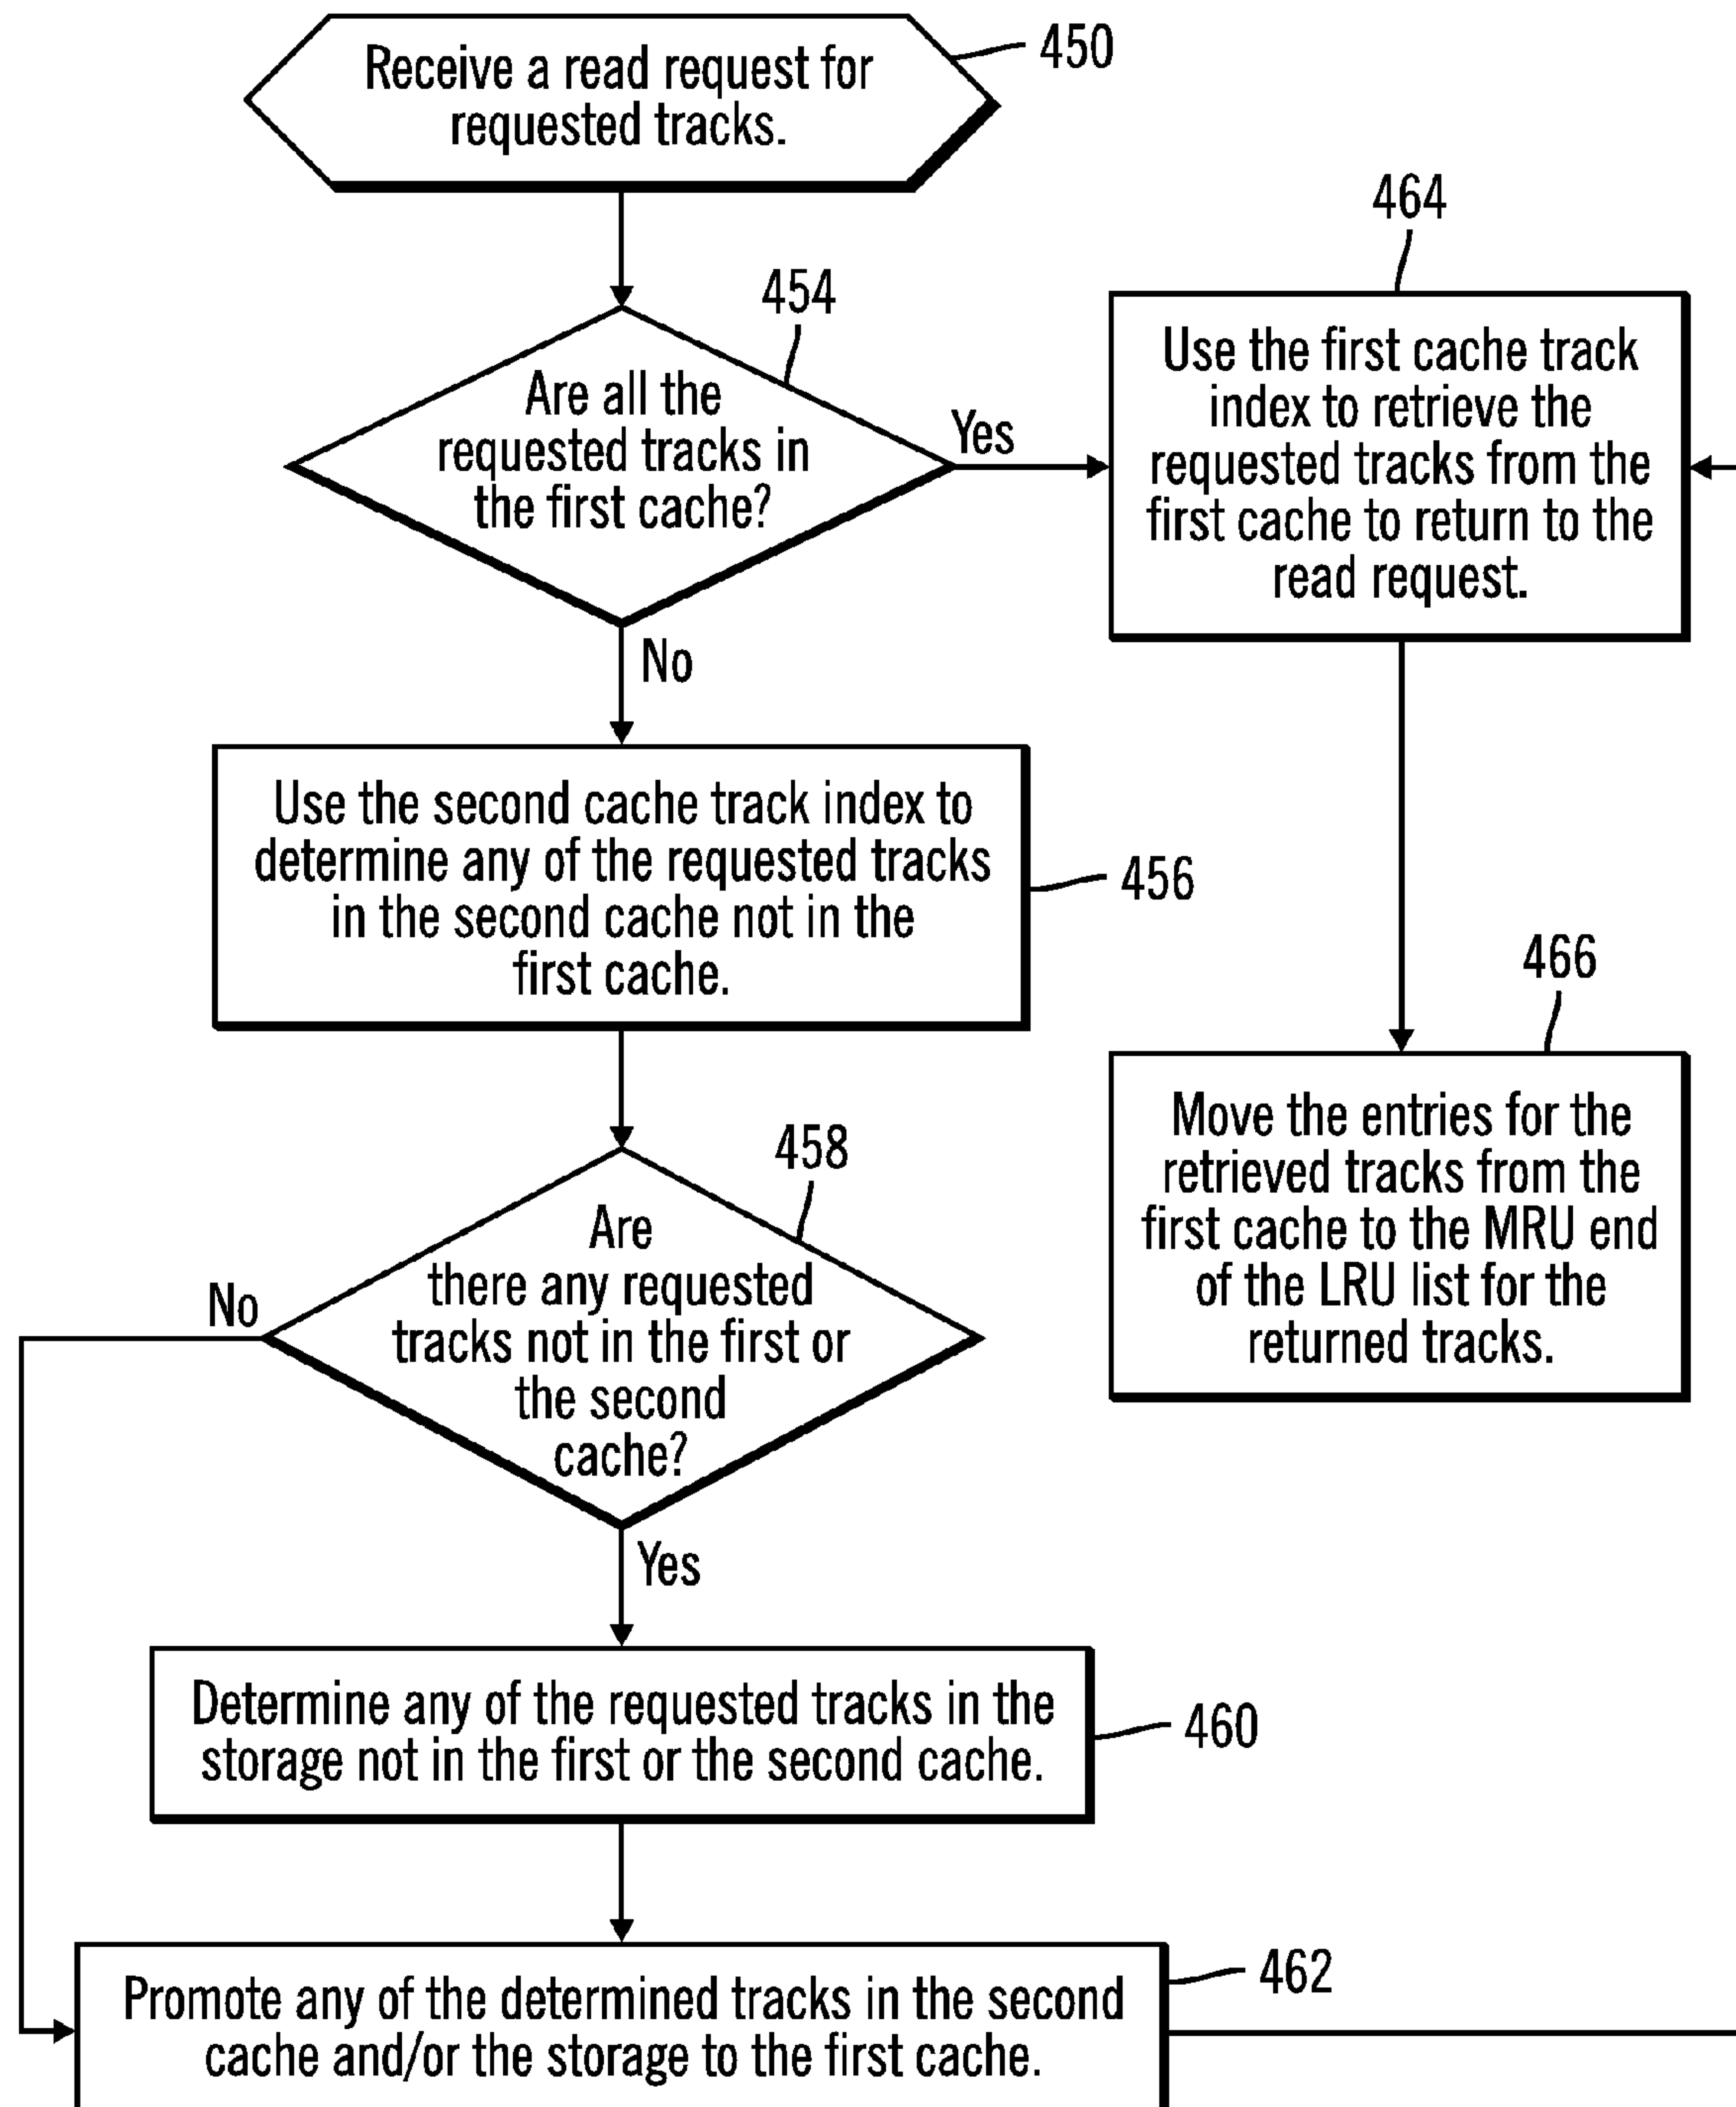 Receive a read request for
requested tracks.
450
454
Are all the
requested tracks in
the first cache?
Yes
No
464
Use the first cache track
index to retrieve the
requested tracks from the
first cache to return to the
read request.
Use the second cache track index to
determine any of the requested tracks
in the second cache not in the
first cache.
456
466
Move the entries for the
retrieved tracks from the
first cache to the MRU end
of the LRU list for the
returned tracks.
458
Are
there any requested
tracks not in the first or
the second
cache?
No
Yes
Determine any of the requested tracks in the
storage not in the first or the second cache.
460
Promote any of the determined tracks in the second
cache and/or the storage to the first cache.
462